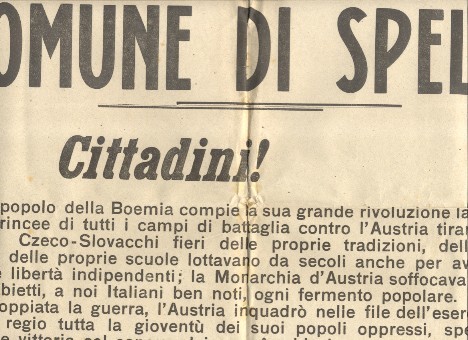 OMUNE DI SPEL
Cittadini!
popolo della Boemia compie la sua grande rivoluzione la
rincee di tutti i campi di battaglia contro l'Austria tirar
Czeco-Slovacchi fieri delle proprie tradizioni, dell
delle proprie scuole lottavano da secoli anche per av
e libertà indipendenti; la Monarchia d'Austria soffocava
abietti, a noi Italiani ben noti, ogni fermento popolare.
oppiata la guerra, l'Austria inquadrò nelle file dell'eser
regio tutta la gioventù dei suoi popoli oppressi, spe